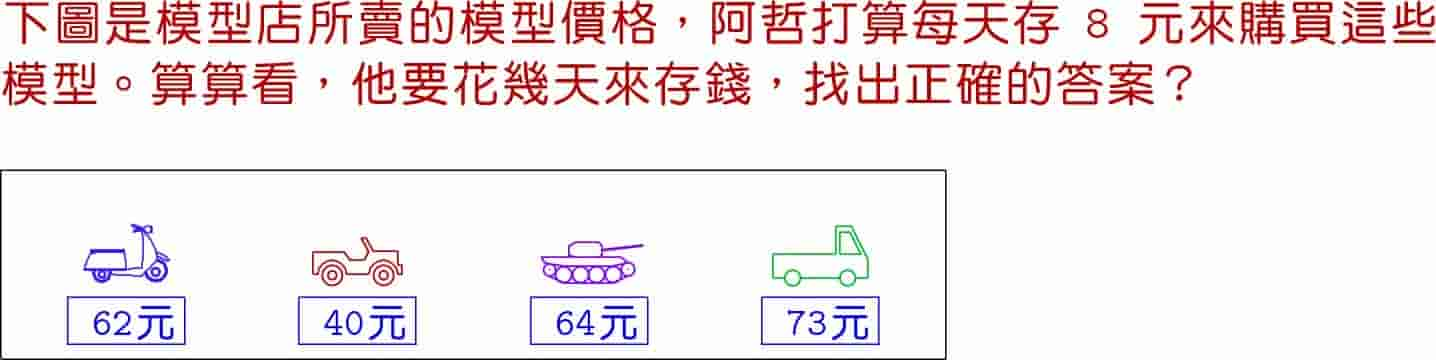 下圖是模型店所賣的模型價格，阿哲打算每天存 8 元來購買這些
模型。算算看，他要花幾天來存錢，找出正確的答案？
62元 40元 64元 73元